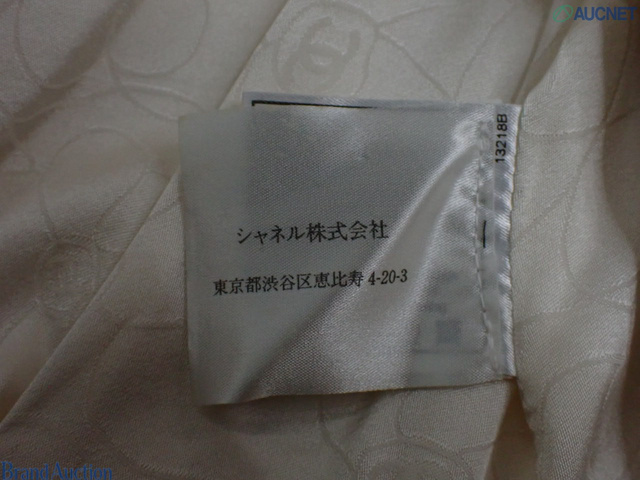 AUCNET
13218B
シャネル株式会社
東京都渋谷区恵比寿 4-20-3
Brand Auction